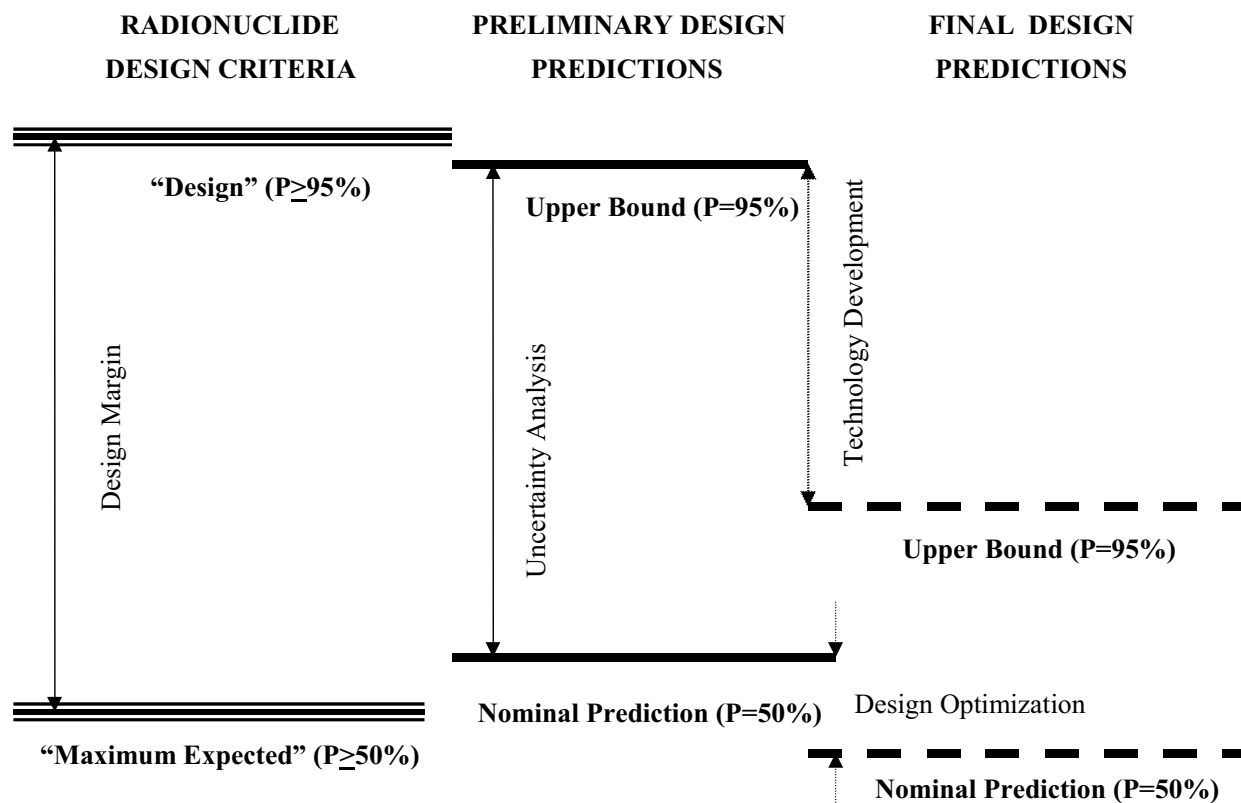 RADIONUCLIDE
DESIGN CRITERIA
PRELIMINARY DESIGN
PREDICTIONS
FINAL DESIGN
PREDICTIONS
“Design” (P≥95%)
Design Margin
“Maximum Expected” (P≥50%)
Upper Bound (P=95%)
Uncertainty Analysis
Nominal Prediction (P=50%)
Technology Development
Upper Bound (P=95%)
Design Optimization
Nominal Prediction (P=50%)